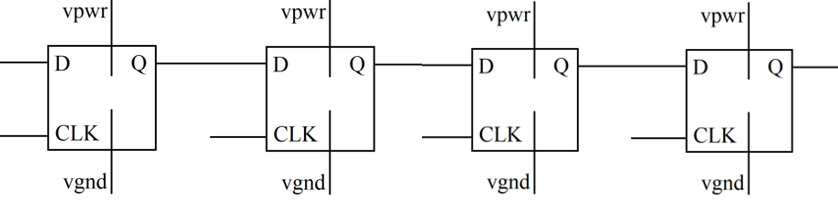 vpwr vpwr vpwr vpwr
D Q D Q D Q D Q
CLK CLK CLK CLK
vgnd vgnd vgnd vgnd